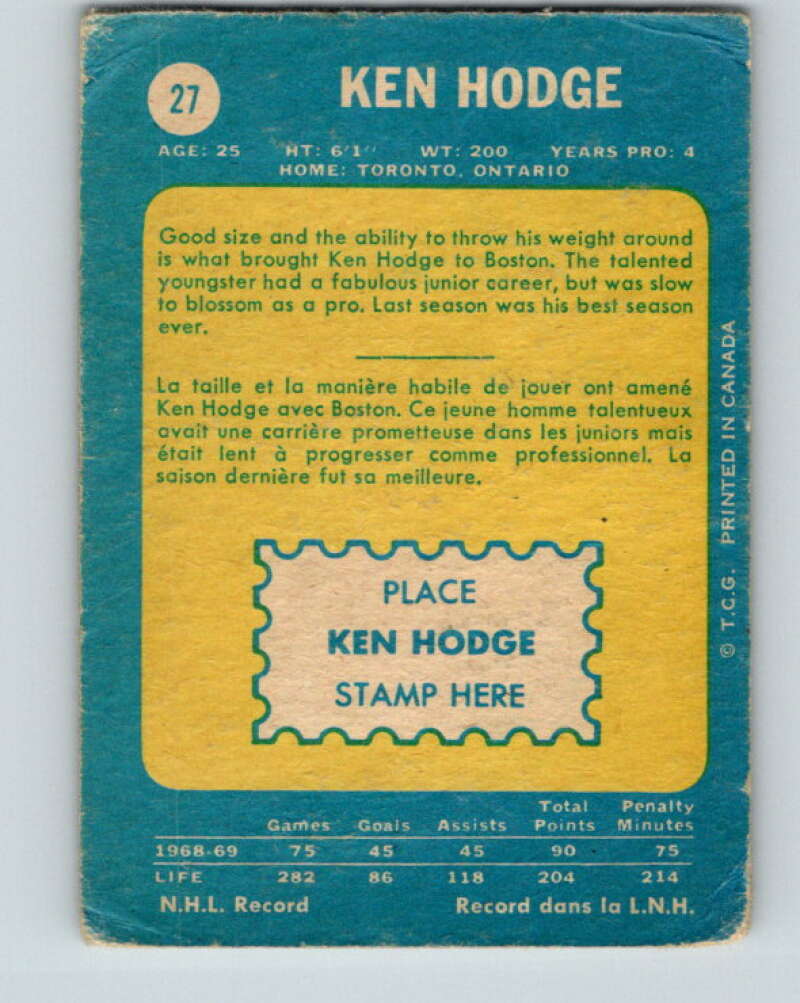 27
KEN HODGE
AGE: 25 HT: 6'1" WT: 200 YEARS PRO: 4
HOME: TORONTO, ONTARIO
Good size and the ability to throw his weight around
is what brought Ken Hodge to Boston. The talented
youngster had a fabulous junior career, but was slow
to blossom as a pro. Last season was his best season
ever.
La taille et la manière habile de jouer ont amené
Ken Hodge avec Boston. Ce jeune homme talentueux
avait une carrière prometteuse dans les juniors mais
était lent à progresser comme professionnel. La
saison dernière fut sa meilleure.
PLACE
KEN HODGE
STAMP HERE
© T.C.G. PRINTED IN CANADA
Total Penalty
Games Goals Assists Points Minutes
1968-69 75 45 45 90 75
LIFE 282 86 118 204 214
N.H.L. Record Record dans la L.N.H.